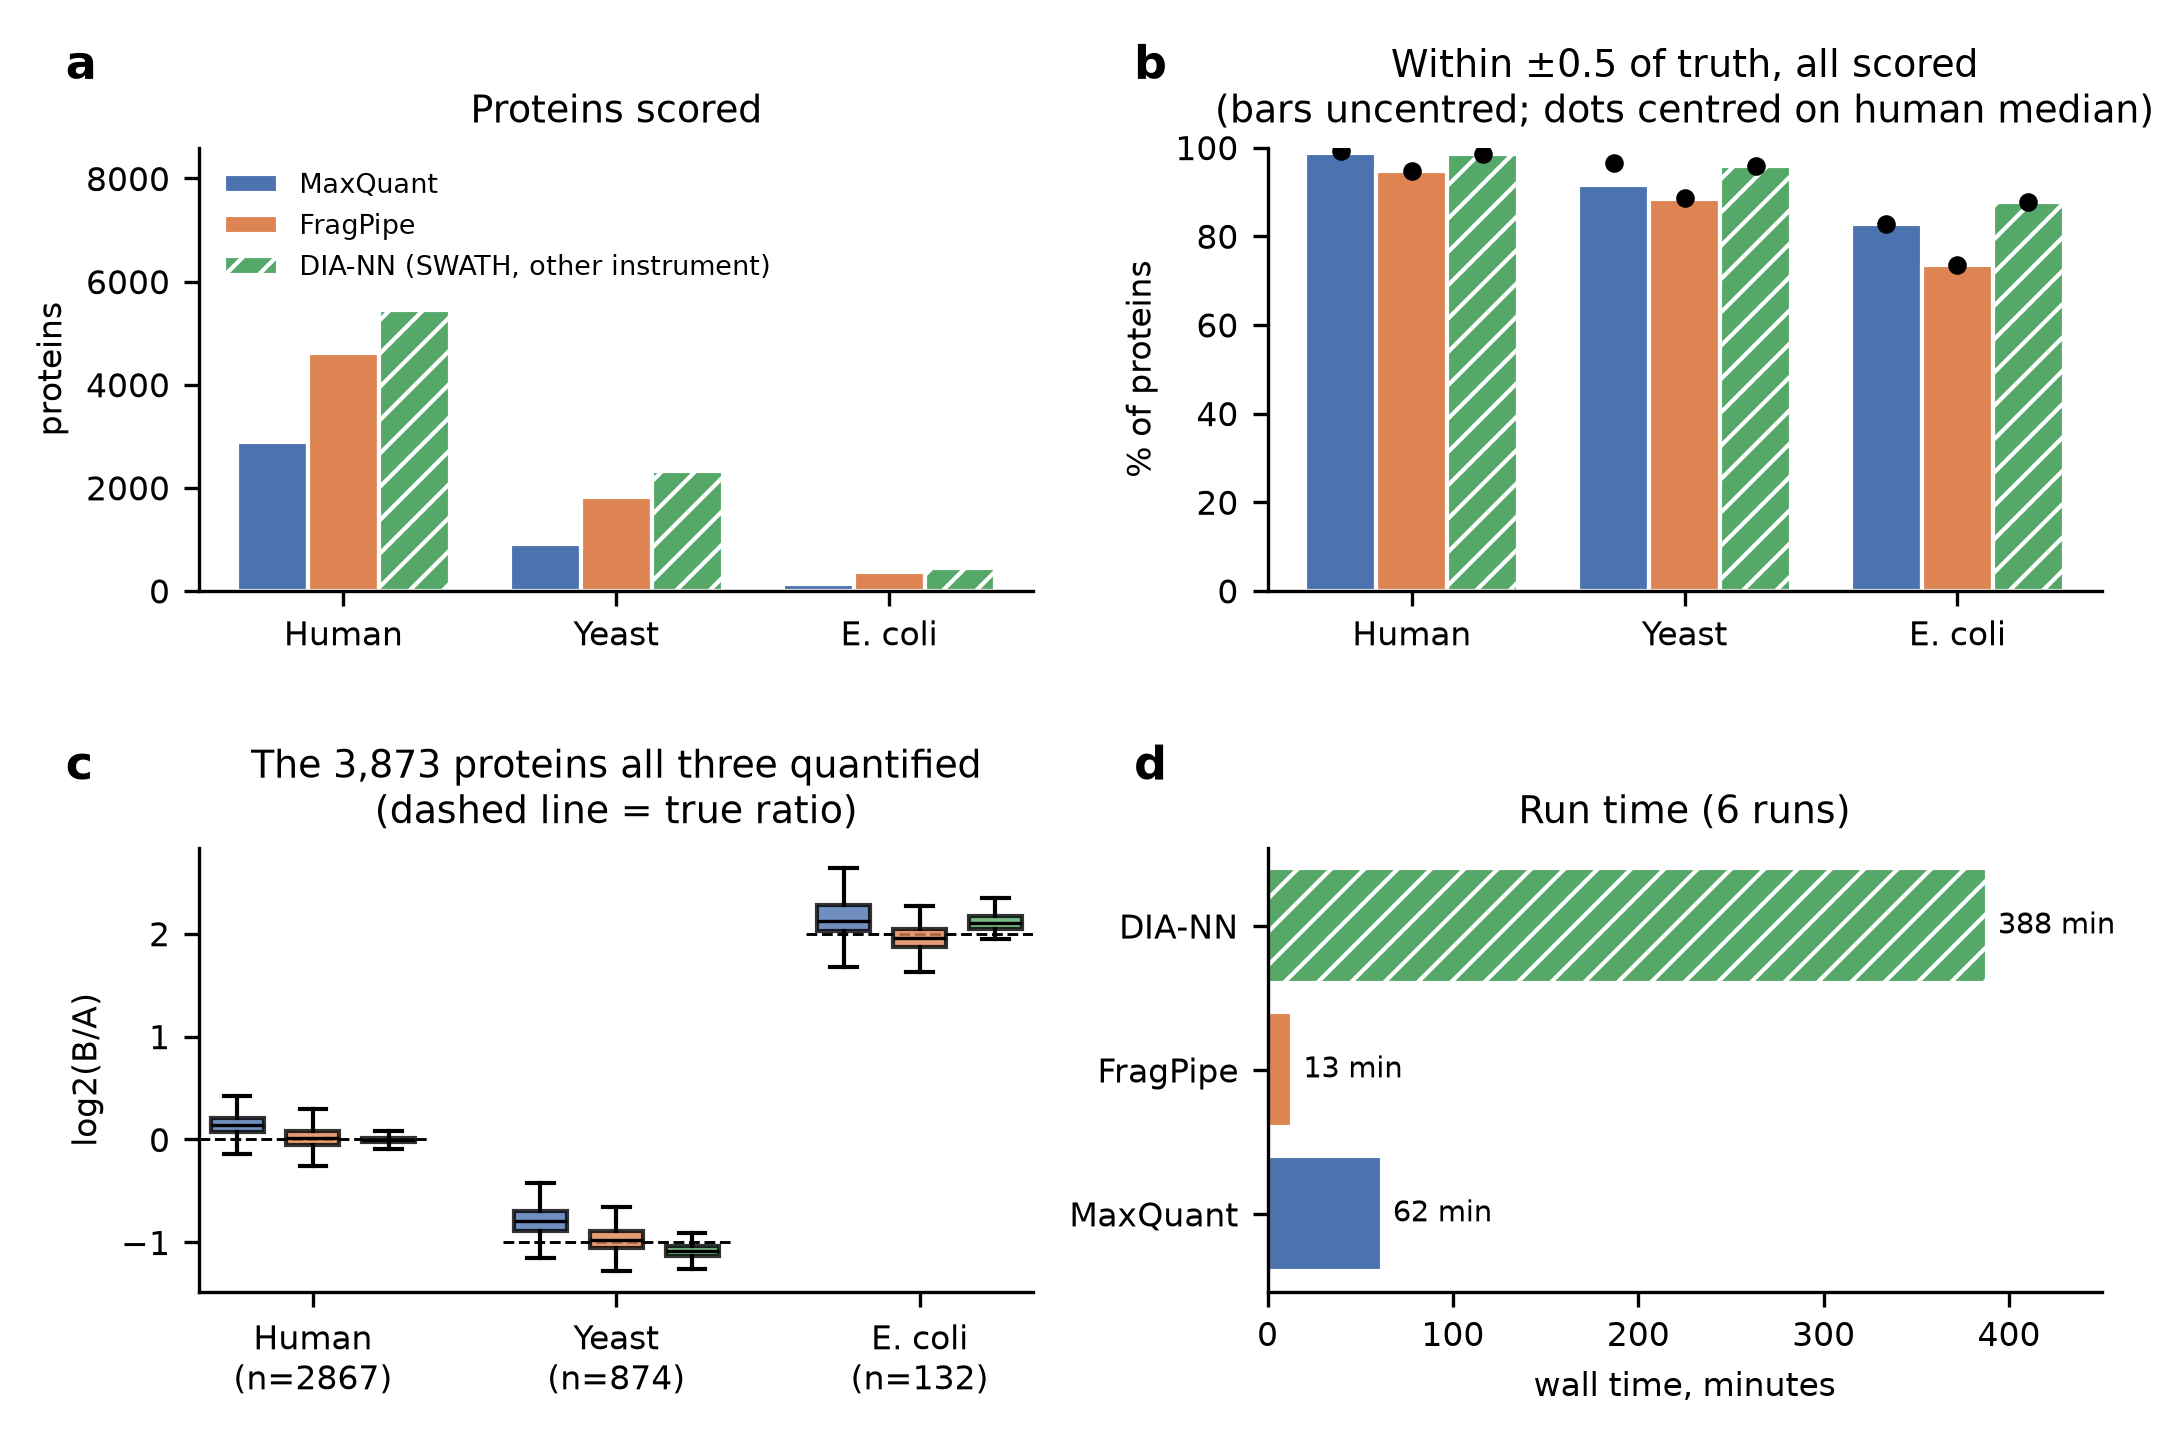 a
Proteins scored
proteins
8000
6000
4000
2000
0
MaxQuant
FragPipe
DIA-NN (SWATH, other instrument)
Human Yeast E. coli
b
Within ±0.5 of truth, all scored
(bars uncentred; dots centred on human median)
% of proteins
100
80
60
40
20
0
Human Yeast E. coli
c
The 3,873 proteins all three quantified
(dashed line = true ratio)
log2(B/A)
2
1
0
−1
Human Yeast E. coli
(n=2867) (n=874) (n=132)
d
Run time (6 runs)
DIA-NN 388 min
FragPipe 13 min
MaxQuant 62 min
0 100 200 300 400
wall time, minutes